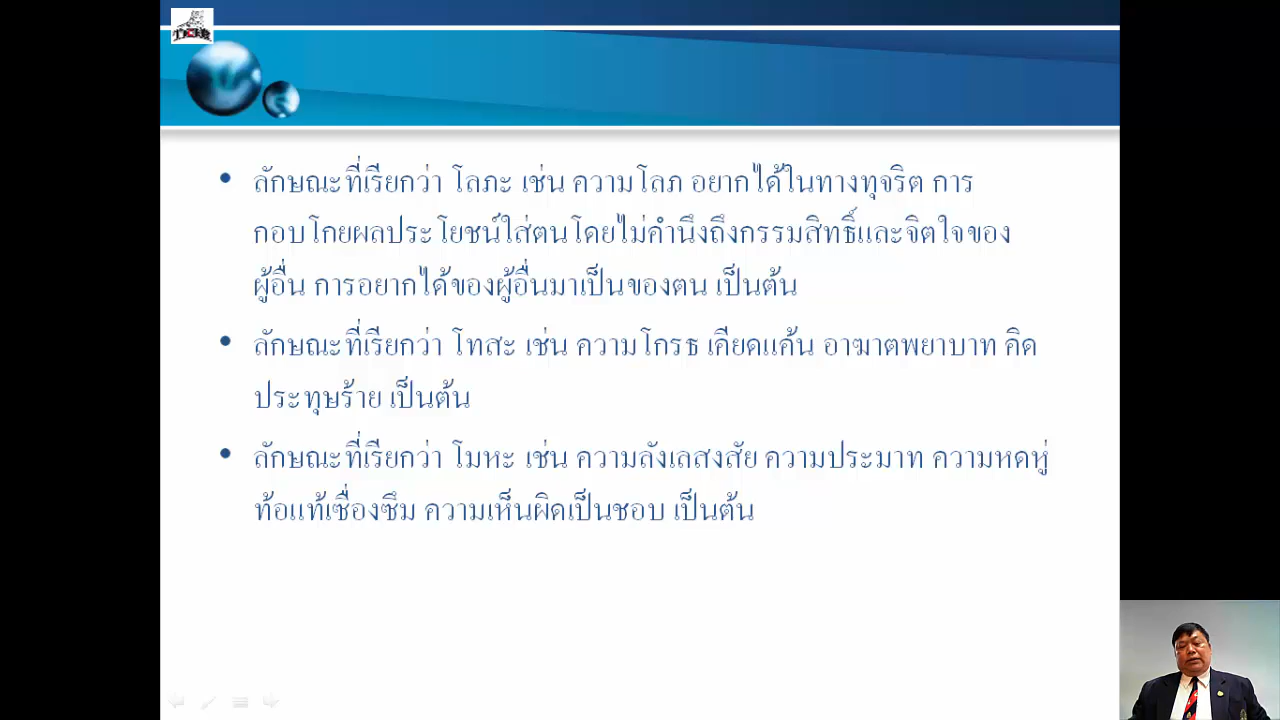 ลักษณะที่เรียกว่า โลภะ เช่น ความโลภ อยากได้ในทางทุจริต การ
กอบโกยผลประโยชน์ใส่ตนโดยไม่คำนึงถึงกรรมสิทธิ์และจิตใจของ
ผู้อื่น การอยากได้ของผู้อื่นมาเป็นของตน เป็นต้น
ลักษณะที่เรียกว่า โทสะ เช่น ความโกรธ เคียดแค้น อาฆาตพยาบาท คิด
ประทุษร้าย เป็นต้น
ลักษณะที่เรียกว่า โมหะ เช่น ความลังเลสงสัย ความประมาท ความหดหู่
ท้อแท้เซื่องซึม ความเห็นผิดเป็นชอบ เป็นต้น